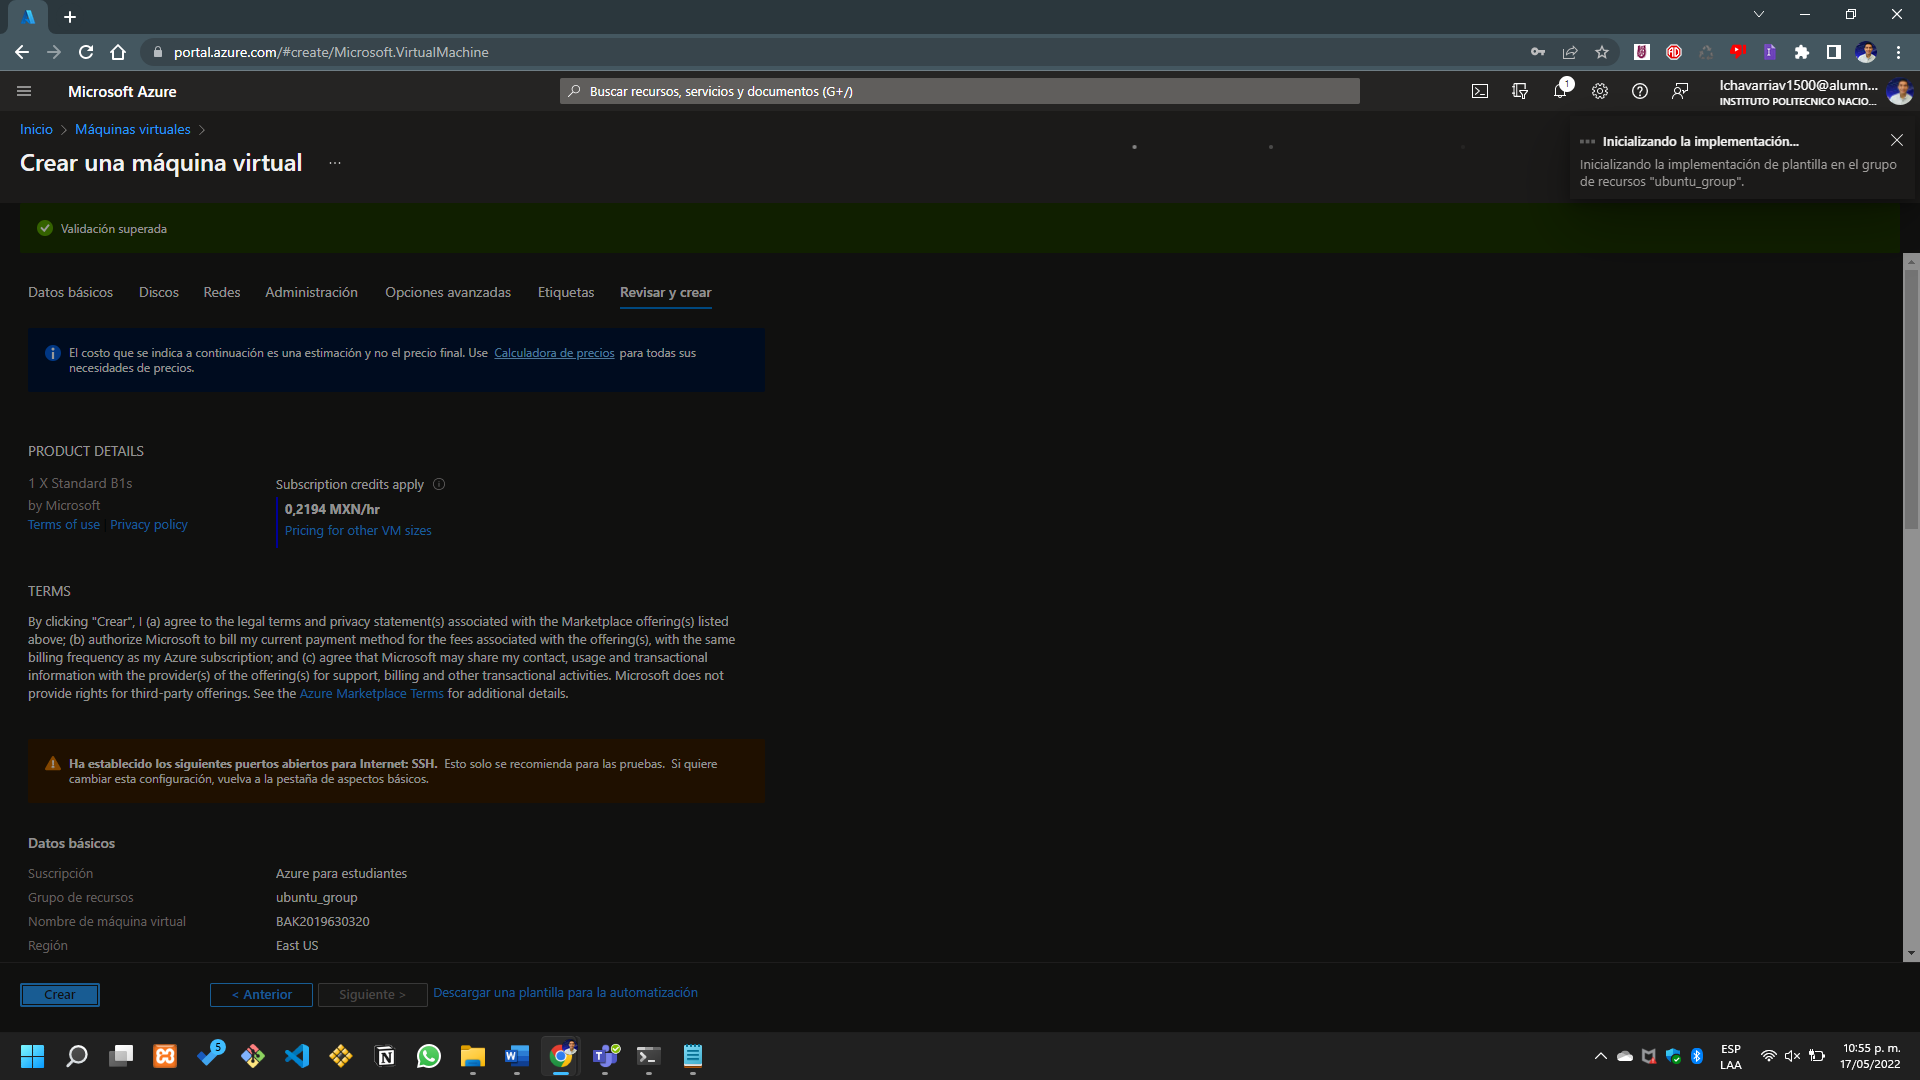 portal.azure.com/#create/Microsoft.VirtualMachine
Microsoft Azure
Buscar recursos, servicios y documentos (G+/)
1
lchavarriav1500@alumn...
INSTITUTO POLITECNICO NACIO...
Inicio > Máquinas virtuales >
Crear una máquina virtual ...
Inicializando la implementación...
Inicializando la implementación de plantilla en el grupo
de recursos "ubuntu_group".
Validación superada
Datos básicos Discos Redes Administración Opciones avanzadas Etiquetas Revisar y crear
El costo que se indica a continuación es una estimación y no el precio final. Use Calculadora de precios para todas sus
necesidades de precios.
PRODUCT DETAILS
1 X Standard B1s
by Microsoft
Terms of use | Privacy policy
Subscription credits apply
0,2194 MXN/hr
Pricing for other VM sizes
TERMS
By clicking "Crear", I (a) agree to the legal terms and privacy statement(s) associated with the Marketplace offering(s) listed
above; (b) authorize Microsoft to bill my current payment method for the fees associated with the offering(s), with the same
billing frequency as my Azure subscription; and (c) agree that Microsoft may share my contact, usage and transactional
information with the provider(s) of the offering(s) for support, billing and other transactional activities. Microsoft does not
provide rights for third-party offerings. See the Azure Marketplace Terms for additional details.
Ha establecido los siguientes puertos abiertos para Internet: SSH. Esto solo se recomienda para las pruebas. Si quiere
cambiar esta configuración, vuelva a la pestaña de aspectos básicos.
Datos básicos
Suscripción Azure para estudiantes
Grupo de recursos ubuntu_group
Nombre de máquina virtual BAK2019630320
Región East US
Crear < Anterior Siguiente > Descargar una plantilla para la automatización
5
ESP
LAA
10:55 p. m.
17/05/2022